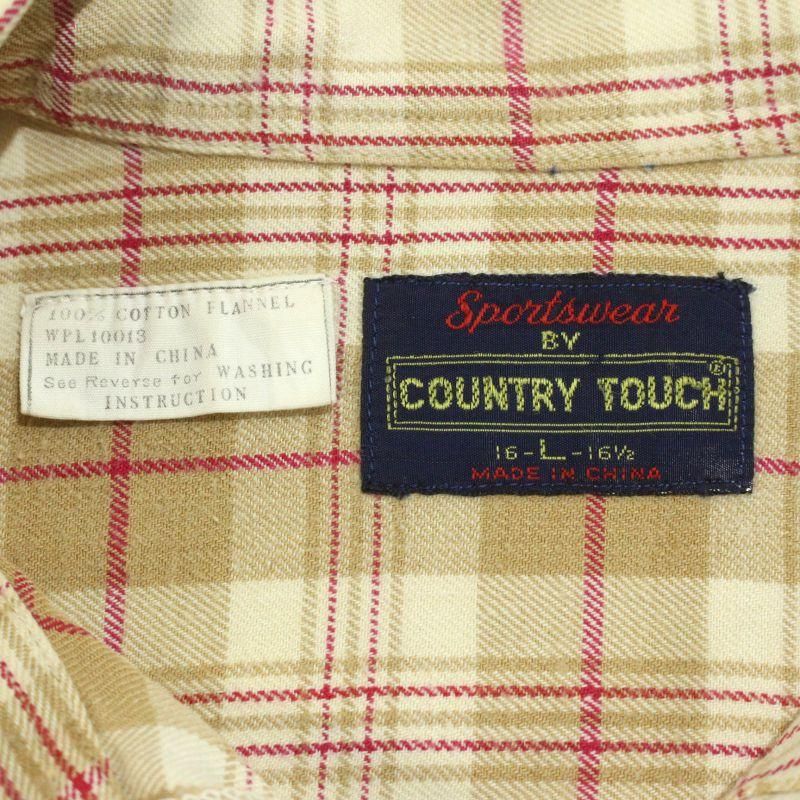 100% COTTON FLANNEL
WPL10013
MADE IN CHINA
See Reverse for WASHING
INSTRUCTION
Sportswear
BY
COUNTRY TOUCH®
16-L-16½
MADE IN CHINA